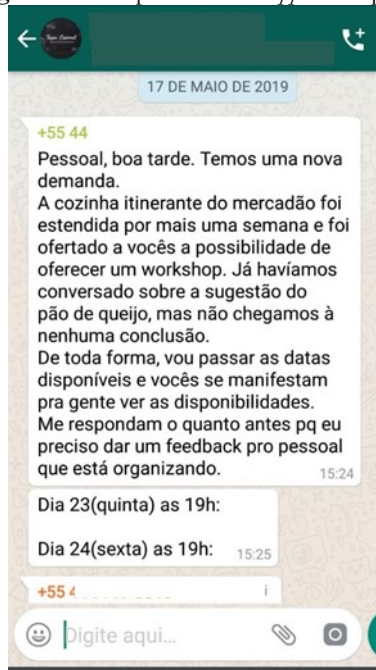 17 DE MAIO DE 2019
+55 44
Pessoal, boa tarde. Temos uma nova
demanda.
A cozinha itinerante do mercadão foi
estendida por mais uma semana e foi
ofertado a vocês a possibilidade de
oferecer um workshop. Já havíamos
conversado sobre a sugestão do
pão de queijo, mas não chegamos à
nenhuma conclusão.
De toda forma, vou passar as datas
disponíveis e vocês se manifestam
pra gente ver as disponibilidades.
Me respondam o quanto antes pq eu
preciso dar um feedback pro pessoal
que está organizando.
15:24
Dia 23(quinta) as 19h:
Dia 24(sexta) as 19h:
15:25
+55 4
Digite aqui...